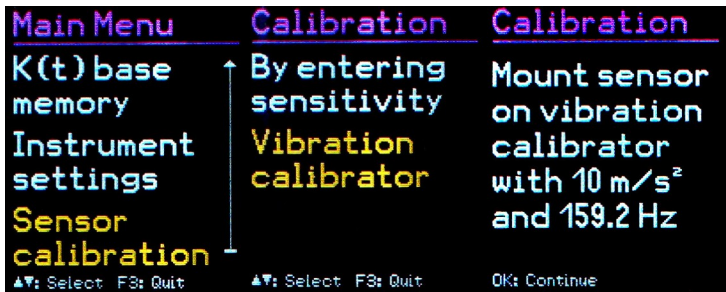 Main Menu
K(t) base
memory
Instrument
settings
Sensor
calibration
▲▼: Select F3: Quit
Calibration
By entering
sensitivity
Vibration
calibrator
▲▼: Select F3: Quit
Calibration
Mount sensor
on vibration
calibrator
with 10 m/s²
and 159.2 Hz
OK: Continue